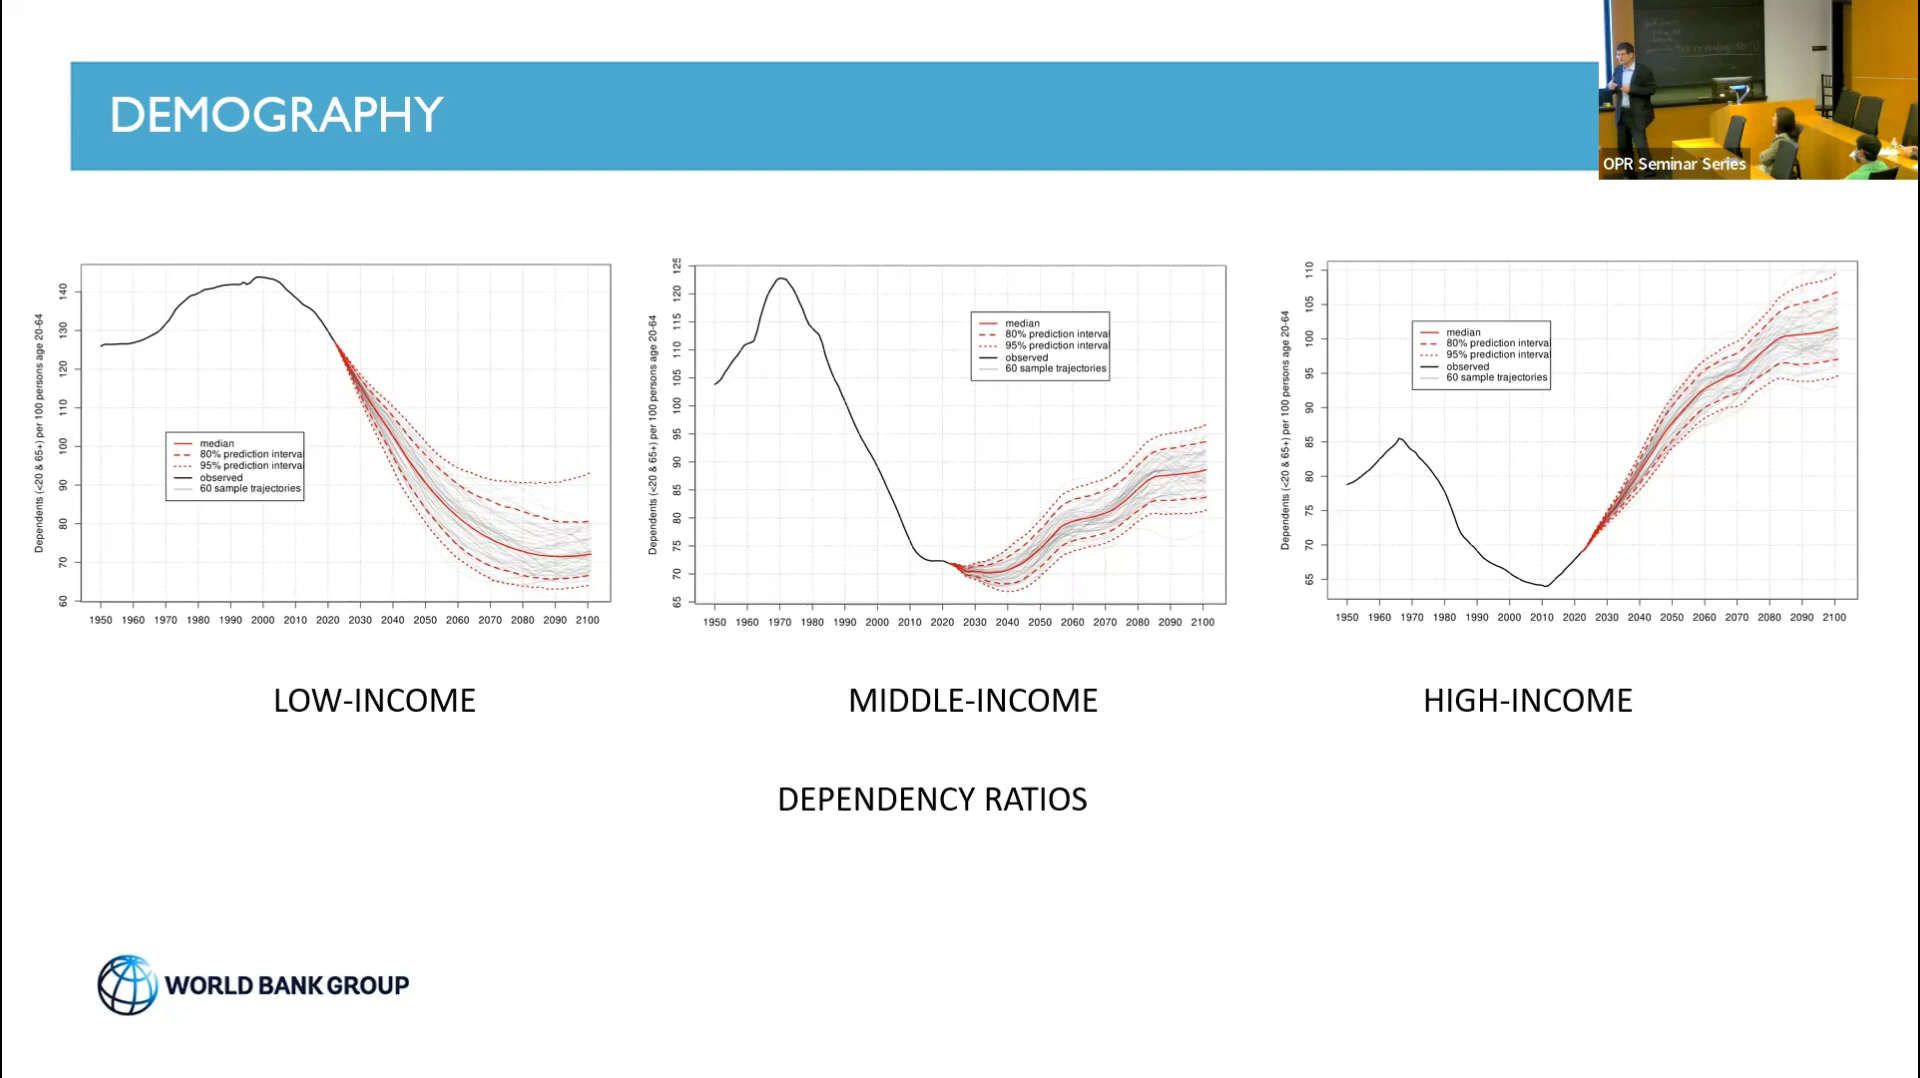 DEMOGRAPHY
OPR Seminar Series
Dependents (<20 & 65+) per 100 persons age 20-64
140
130
120
110
100
90
80
70
60
median
80% prediction interval
95% prediction interval
observed
60 sample trajectories
1950 1960 1970 1980 1990 2000 2010 2020 2030 2040 2050 2060 2070 2080 2090 2100
LOW-INCOME
Dependents (<20 & 65+) per 100 persons age 20-64
125
120
115
110
105
100
95
90
85
80
75
70
65
median
80% prediction interval
95% prediction interval
observed
60 sample trajectories
1950 1960 1970 1980 1990 2000 2010 2020 2030 2040 2050 2060 2070 2080 2090 2100
MIDDLE-INCOME
Dependents (<20 & 65+) per 100 persons age 20-64
110
105
100
95
90
85
80
75
70
65
median
80% prediction interval
95% prediction interval
observed
60 sample trajectories
1950 1960 1970 1980 1990 2000 2010 2020 2030 2040 2050 2060 2070 2080 2090 2100
HIGH-INCOME
DEPENDENCY RATIOS
WORLD BANK GROUP